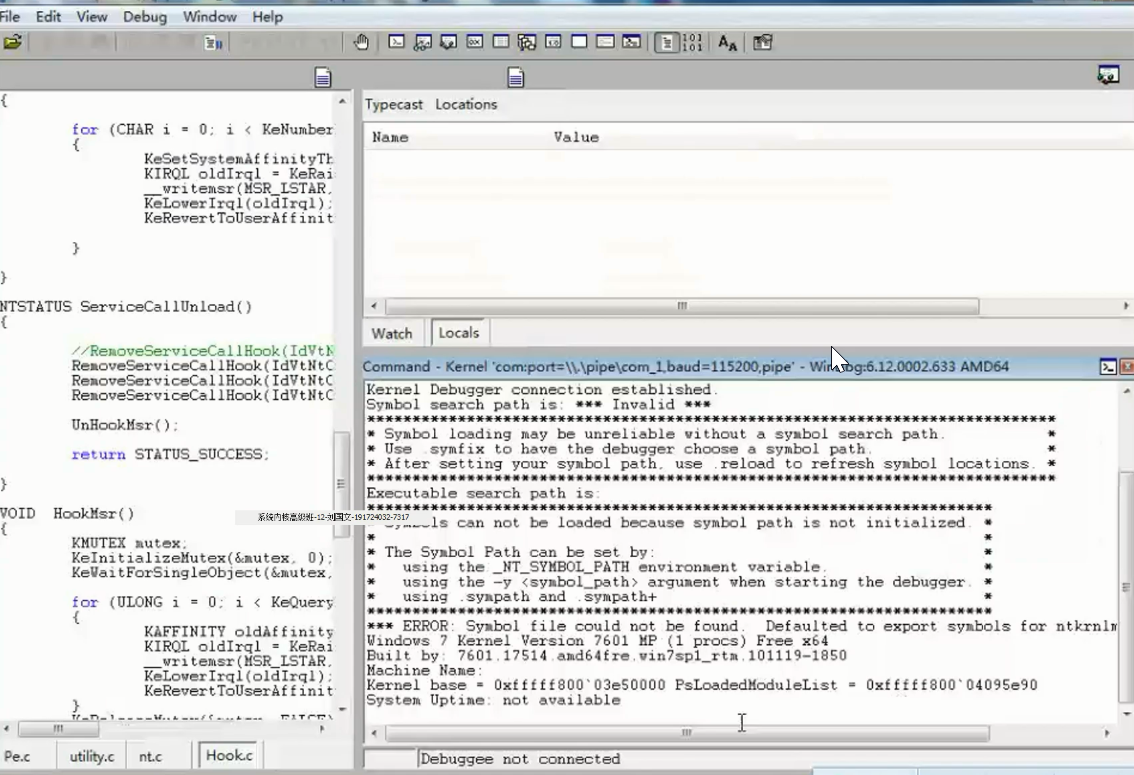 File Edit View Debug Window Help
{
for (CHAR i = 0; i < KeNumber
{
KeSetSystemAffinityTh
KIRQL oldIrql = KeRai
__writemsr(MSR_LSTAR,
KeLowerIrql(oldIrql);
KeRevertToUserAffinit
}
}
NTSTATUS ServiceCallUnload()
{
//RemoveServiceCallHook(IdVtN
RemoveServiceCallHook(IdVtNtC
RemoveServiceCallHook(IdVtNtC
RemoveServiceCallHook(IdVtNtC
UnHookMsr();
return STATUS_SUCCESS;
}
VOID HookMsr()
{
KMUTEX mutex;
KeInitializeMutex(&mutex, 0);
KeWaitForSingleObject(&mutex,
for (ULONG i = 0; i < KeQuery
{
KAFFINITY oldAffinity
KIRQL oldIrql = KeRai
__writemsr(MSR_LSTAR,
KeLowerIrql(oldIrql);
KeRevertToUserAffinit
}
Pe.c utility.c nt.c Hook.c
Typecast Locations
Name Value
Watch Locals
Command - Kernel 'com:port=\\.\pipe\com_1,baud=115200,pipe' - Win :6.12.0002.633 AMD64
Kernel Debugger connection established.
Symbol search path is: *** Invalid ***
****************************************************************************
* Symbol loading may be unreliable without a symbol search path. *
* Use .symfix to have the debugger choose a symbol path. *
* After setting your symbol path, use .reload to refresh symbol locations. *
****************************************************************************
Executable search path is:
*********************************************************************
系统内核高级班-12-刘国文-191724032-7317
can not be loaded because symbol path is not initialized. *
* *
* The Symbol Path can be set by: *
* using the _NT_SYMBOL_PATH environment variable. *
* using the -y <symbol_path> argument when starting the debugger. *
* using .sympath and .sympath+ *
*********************************************************************
*** ERROR: Symbol file could not be found. Defaulted to export symbols for ntkrnlm
Windows 7 Kernel Version 7601 MP (1 procs) Free x64
Built by: 7601.17514.amd64fre.win7sp1_rtm.101119-1850
Machine Name:
Kernel base = 0xfffff800`03e50000 PsLoadedModuleList = 0xfffff800`04095e90
System Uptime: not available
Debuggee not connected